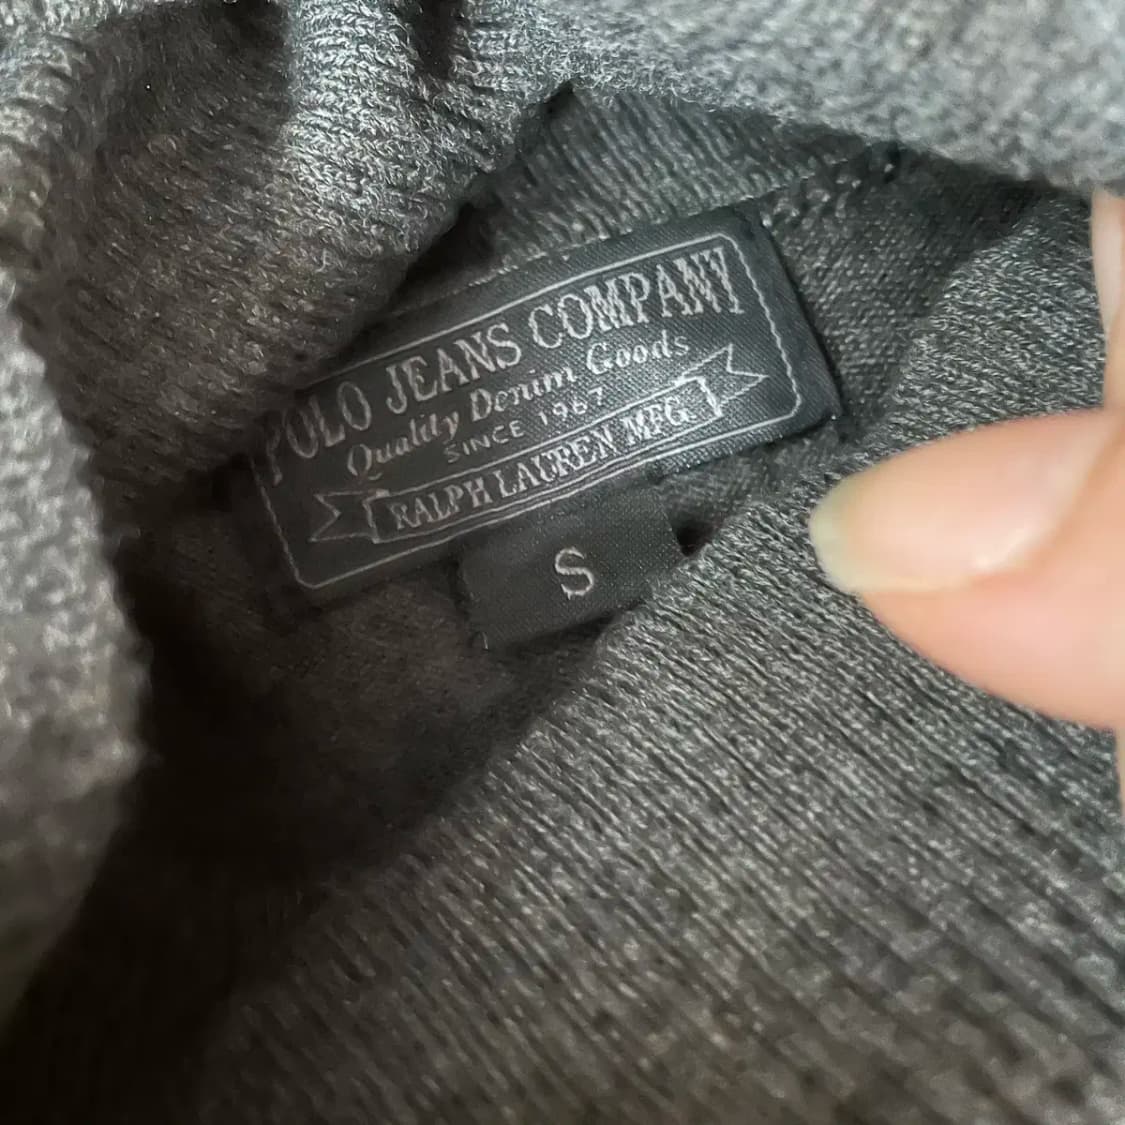 POLO JEANS COMPANY
Quality Denim Goods
SINCE 1967
RALPH LAUREN MFG.
S